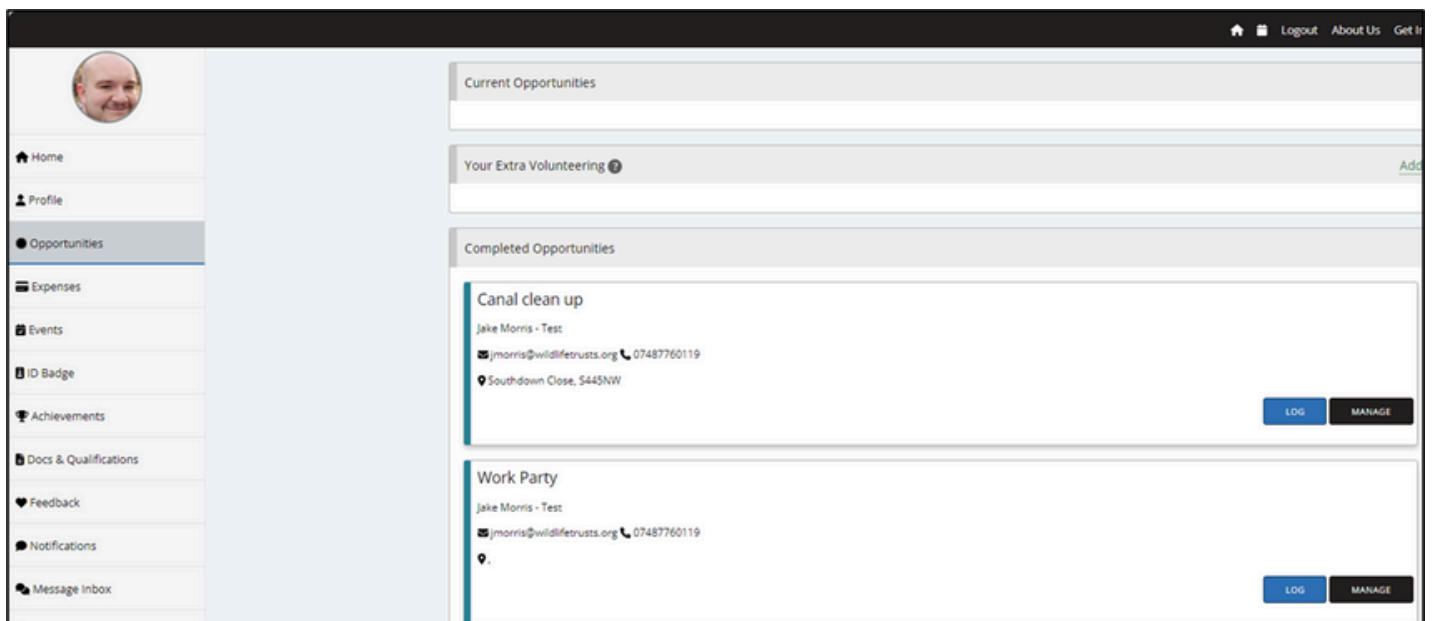 Logout About Us Get In
Home
Profile
Opportunities
Expenses
Events
ID Badge
Achievements
Docs & Qualifications
Feedback
Notifications
Message Inbox
Current Opportunities
Your Extra Volunteering
Add
Completed Opportunities
Canal clean up
Jake Morris - Test
jmorris@wildlifetrusts.org 07487760119
Southdown Close, S445NW
LOG MANAGE
Work Party
Jake Morris - Test
jmorris@wildlifetrusts.org 07487760119
,
LOG MANAGE